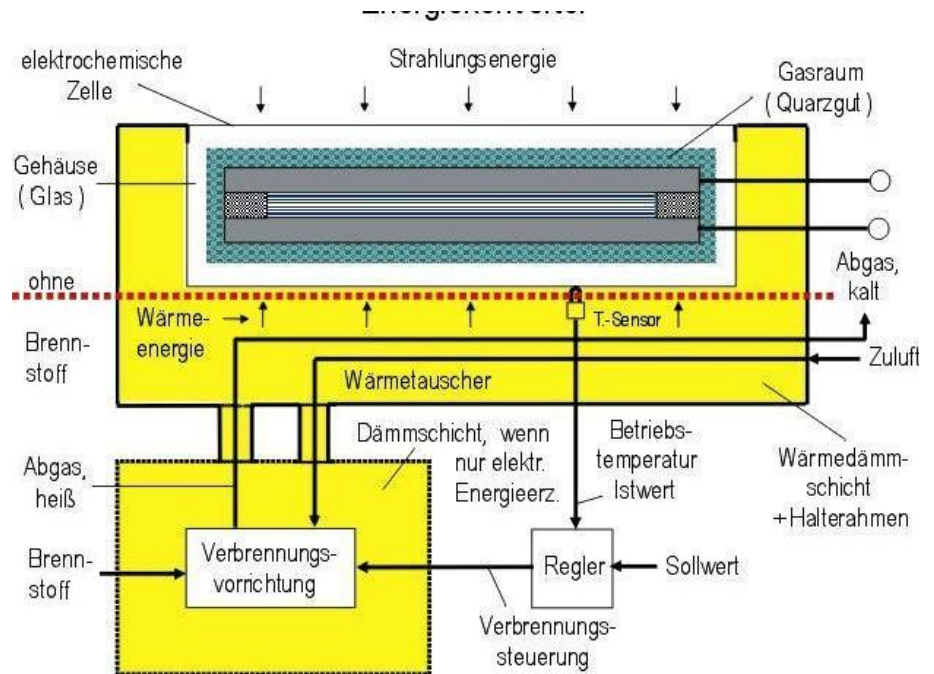 Energiekonverter
elektrochemische
Zelle
Strahlungsenergie
Gasraum
( Quarzgut )
Gehäuse
( Glas )
Abgas,
kalt
ohne
Brenn-
stoff
Wärme-
energie
T.-Sensor
Zuluft
Wärmetauscher
Dämmschicht, wenn
nur elektr.
Energieerz.
Betriebs-
temperatur
Istwert
Wärmedämm-
schicht
+Halterahmen
Abgas,
heiß
Brenn-
stoff
Verbrennungs-
vorrichtung
Regler
Sollwert
Verbrennungs-
steuerung